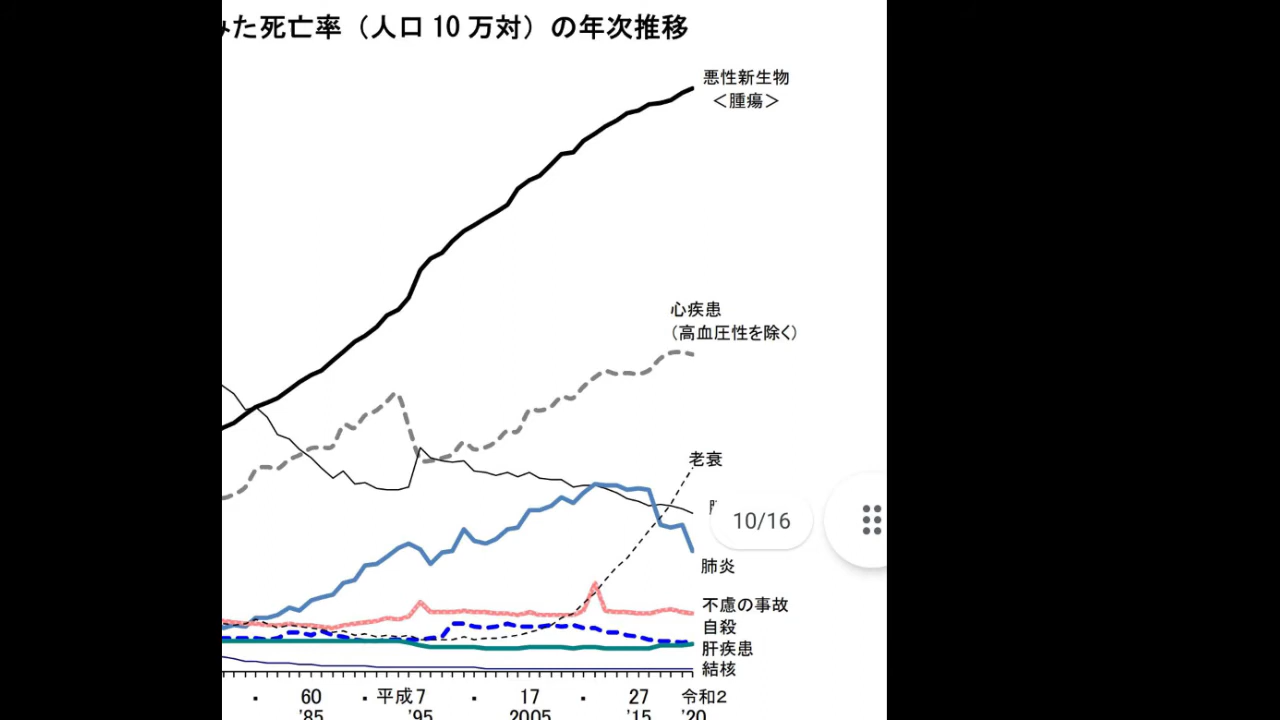 た死亡率（人口10万対）の年次推移
悪性新生物
＜腫瘍＞
心疾患
（高血圧性を除く）
老衰
10/16
肺炎
不慮の事故
自殺
肝疾患
結核
・ 60 ・ 平成7 ・ 17 ・ 27 令和2
'85 '95 2005 '15 '20